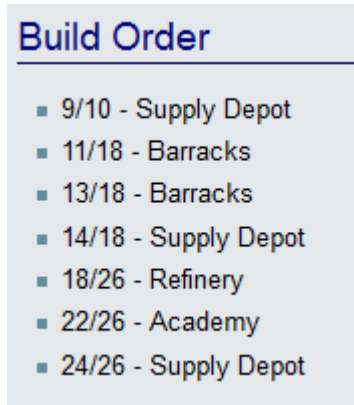 Build Order
9/10 - Supply Depot
11/18 - Barracks
13/18 - Barracks
14/18 - Supply Depot
18/26 - Refinery
22/26 - Academy
24/26 - Supply Depot